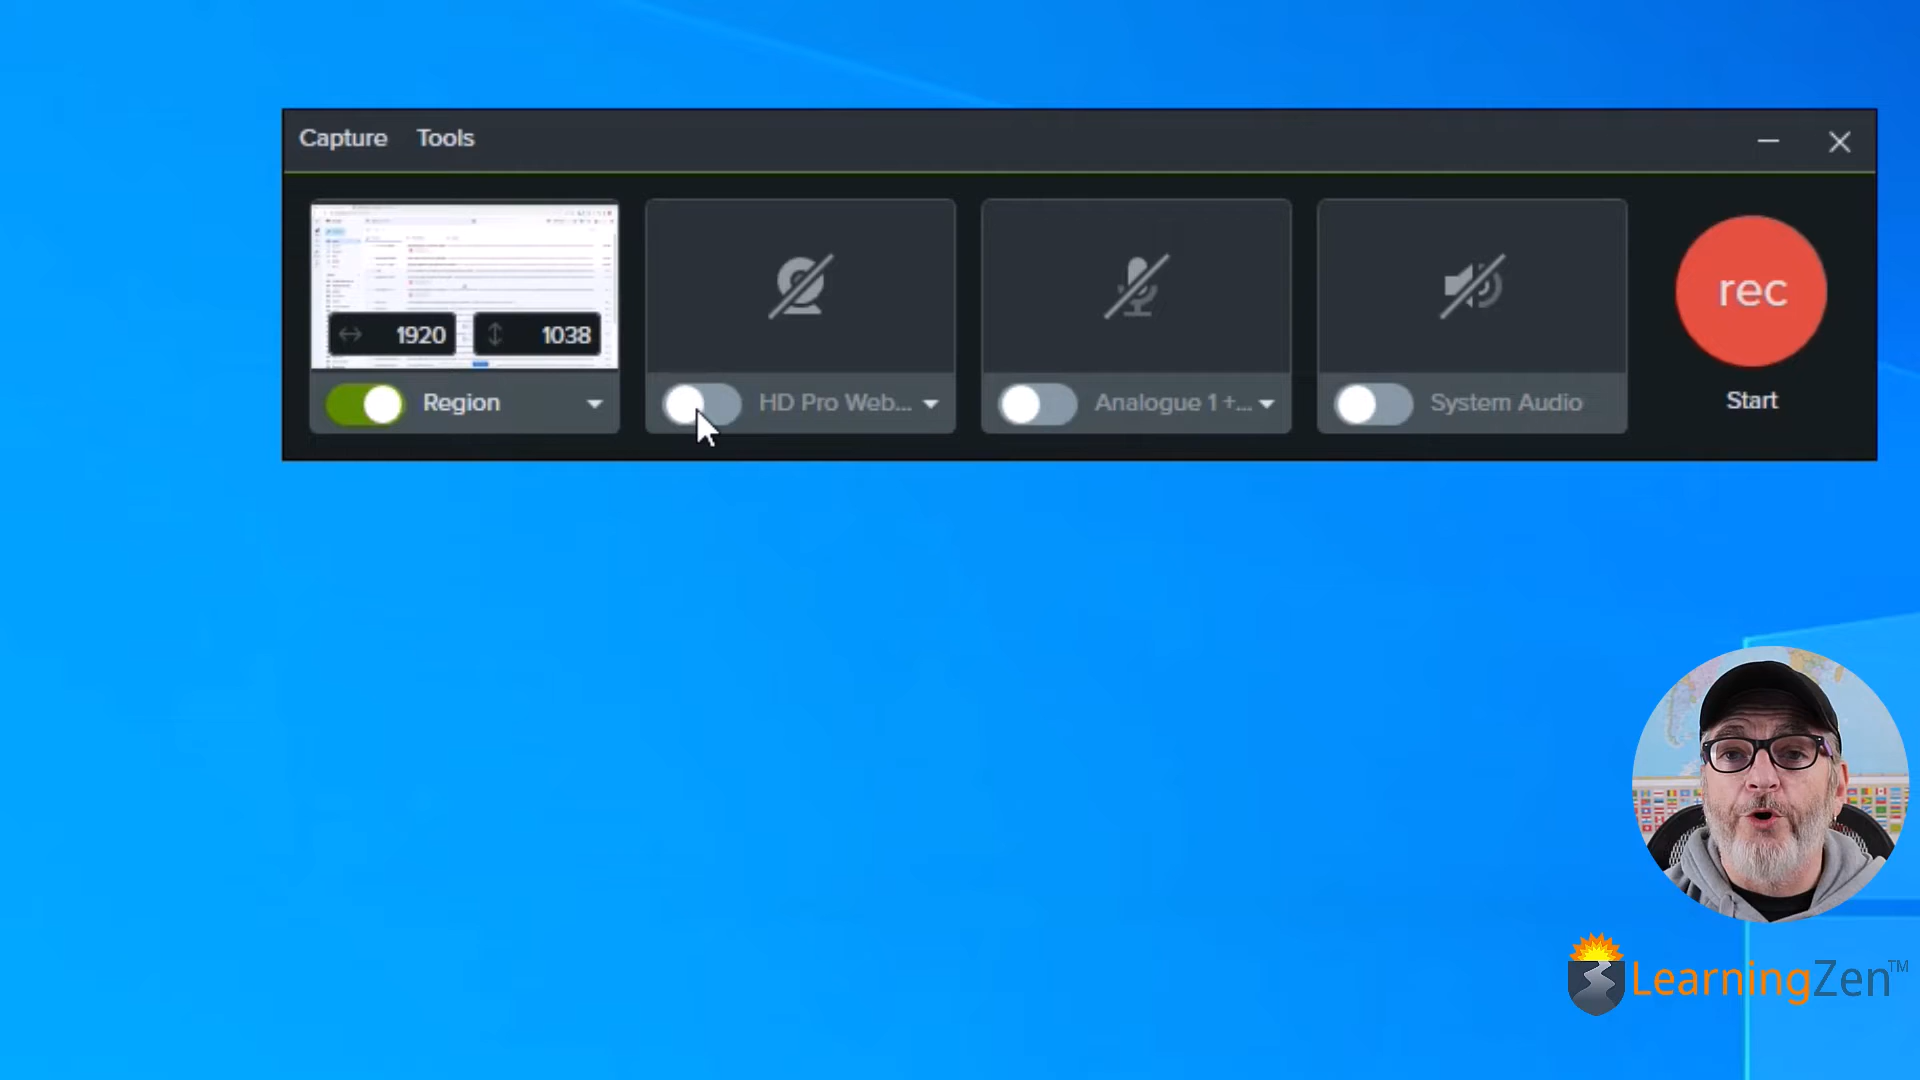 Capture Tools
1920 1038
rec
Region HD Pro Web... Analogue 1 +... System Audio Start
LearningZen™